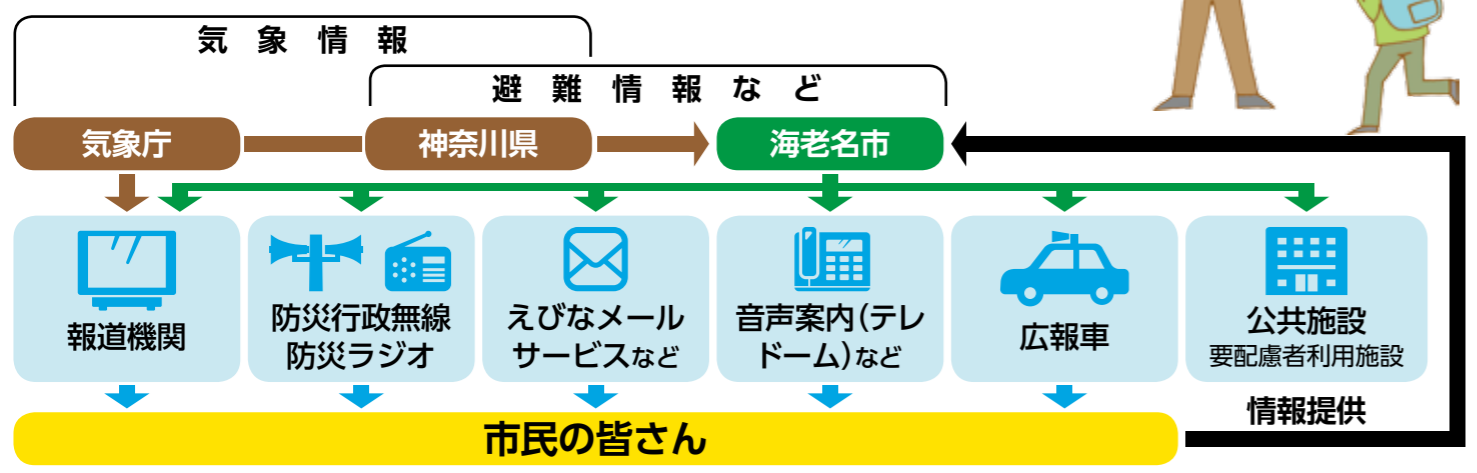 気象情報
避難情報など
気象庁
神奈川県
海老名市
報道機関
防災行政無線
防災ラジオ
えびなメール
サービスなど
音声案内(テレ
ドーム)など
広報車
公共施設
要配慮者利用施設
情報提供
市民の皆さん